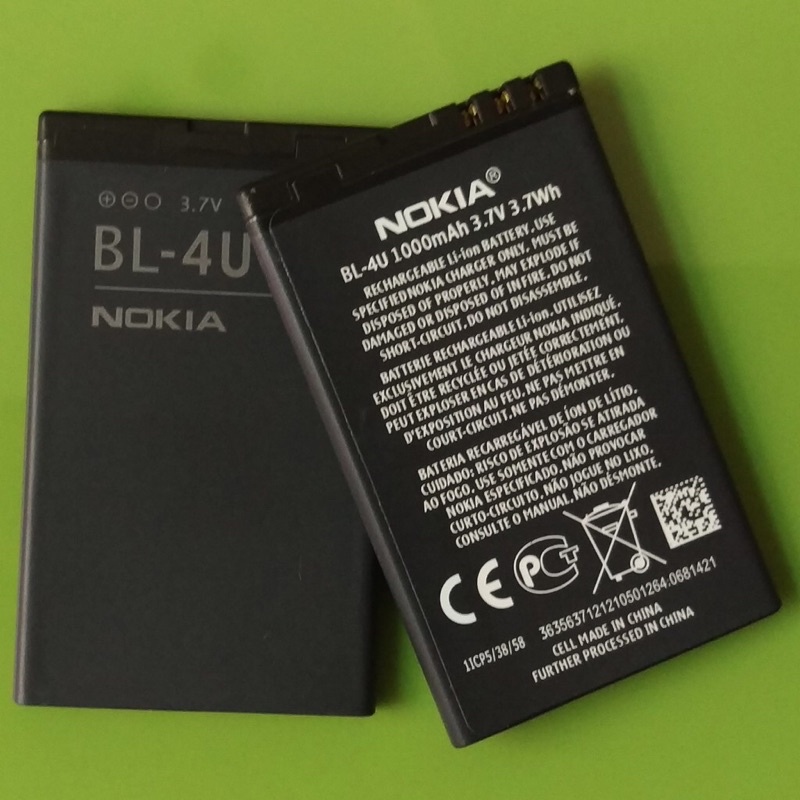 ⊕⊖○ 3.7V
BL-4U
NOKIA
NOKIA®
BL-4U 1000mAh 3.7V 3.7Wh
RECHARGEABLE Li-ion BATTERY. USE
SPECIFIED NOKIA CHARGER ONLY. MUST BE
DISPOSED OF PROPERLY. MAY EXPLODE IF
DAMAGED OR DISPOSED OF IN FIRE. DO NOT
SHORT-CIRCUIT. DO NOT DISASSEMBLE.
BATTERIE RECHARGEABLE Li-ion. UTILISEZ
EXCLUSIVEMENT LE CHARGEUR NOKIA INDIQUÉ.
DOIT ÊTRE RECYCLÉE OU JETÉE CORRECTEMENT.
PEUT EXPLOSER EN CAS DE DÉTÉRIORATION OU
D'EXPOSITION AU FEU. NE PAS METTRE EN
COURT-CIRCUIT. NE PAS DÉMONTER.
BATERIA RECARREGÁVEL DE ÍON DE LÍTIO.
CUIDADO: RISCO DE EXPLOSÃO SE ATIRADA
AO FOGO. USE SOMENTE COM O CARREGADOR
NOKIA ESPECIFICADO. NÃO PROVOCAR
CURTO-CIRCUITO. NÃO JOGUE NO LIXO.
CONSULTE O MANUAL. NÃO DESMONTE.
CE PCT
1ICP5/38/58
3635637121210501264:0681421
CELL MADE IN CHINA
FURTHER PROCESSED IN CHINA